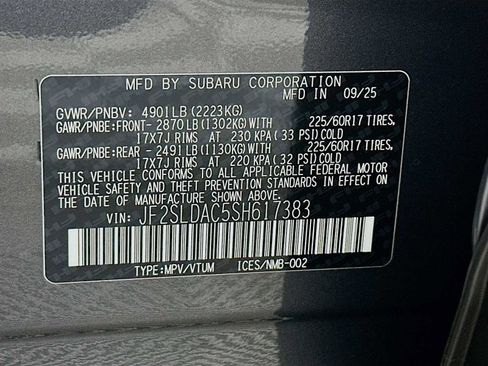 MFD BY SUBARU CORPORATION
MFD IN 09/25
GVWR/PNBV: 4901LB (2223KG)
GAWR/PNBE:FRONT- 2870LB (1302KG)WITH 225/60R17 TIRES,
17X7J RIMS AT 230 KPA (33 PSI)COLD
GAWR/PNBE:REAR - 2491LB (1130KG)WITH 225/60R17 TIRES,
17X7J RIMS AT 220 KPA (32 PSI)COLD
THIS VEHICLE CONFORMS TO ALL APPLICABLE FEDERAL MOTOR
VEHICLE SAFETY AND THEFT PREVENTION STANDARDS IN EFFECT
ON THE DATE OF MANUFACTURE SHOWN ABOVE.
VIN: JF2SLDAC5SH617383
TYPE:MPV/VTUM ICES/NMB-002